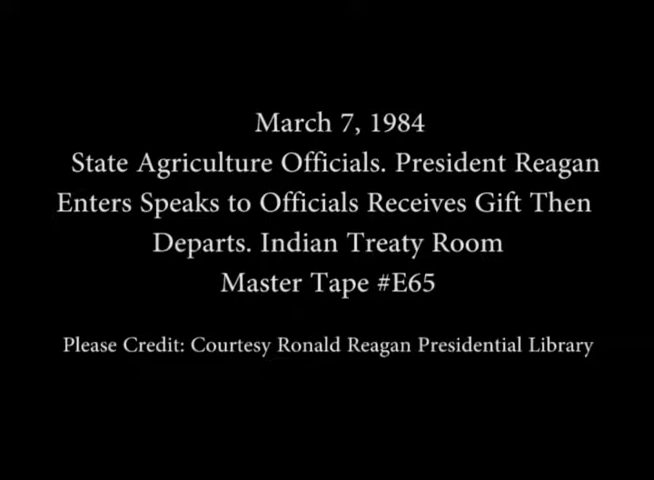 March 7, 1984
State Agriculture Officials. President Reagan
Enters Speaks to Officials Receives Gift Then
Departs. Indian Treaty Room
Master Tape #E65
Please Credit: Courtesy Ronald Reagan Presidential Library